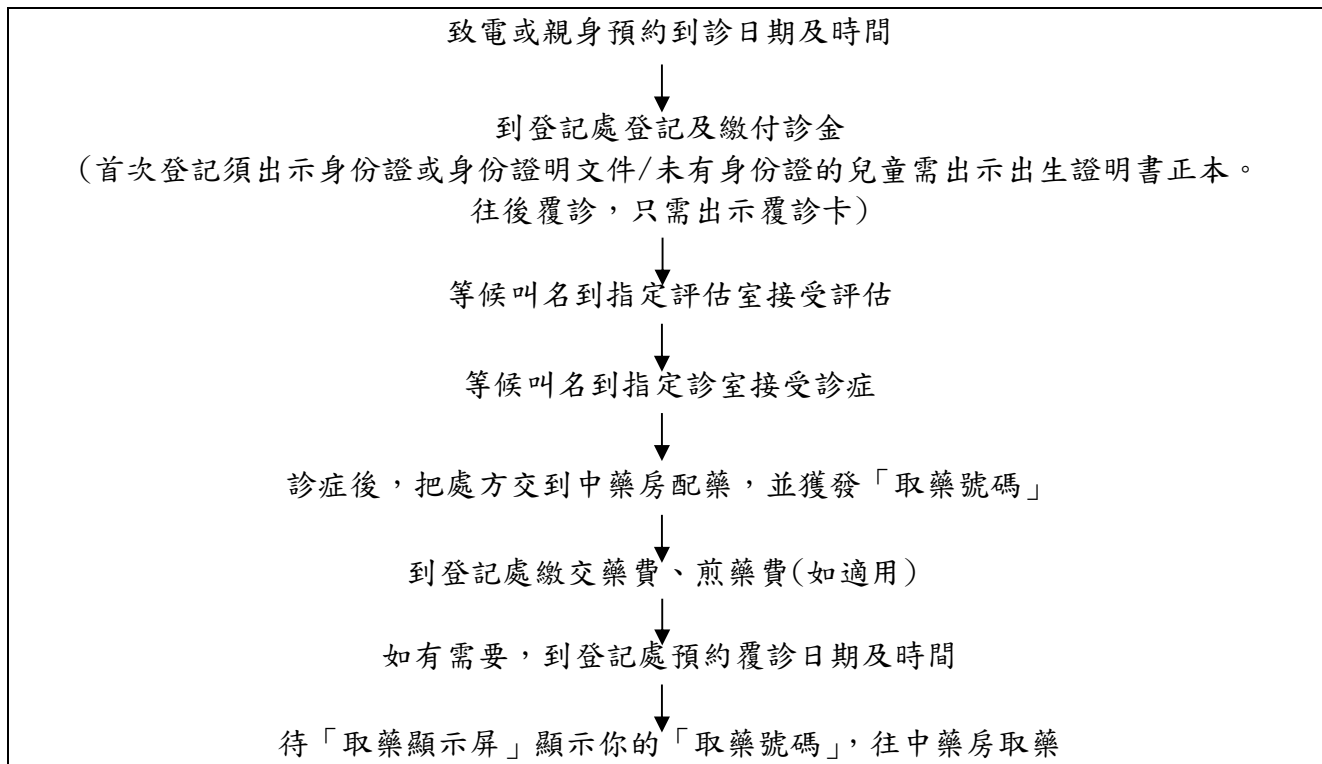 致電或親身預約到診日期及時間
到登記處登記及繳付診金
(首次登記須出示身份證或身份證明文件/未有身份證的兒童需出示出生證明書正本。
往後覆診，只需出示覆診卡)
等候叫名到指定評估室接受評估
等候叫名到指定診室接受診症
診症後，把處方交到中藥房配藥，並獲發「取藥號碼」
到登記處繳交藥費、煎藥費(如適用)
如有需要，到登記處預約覆診日期及時間
待「取藥顯示屏」顯示你的「取藥號碼」，往中藥房取藥